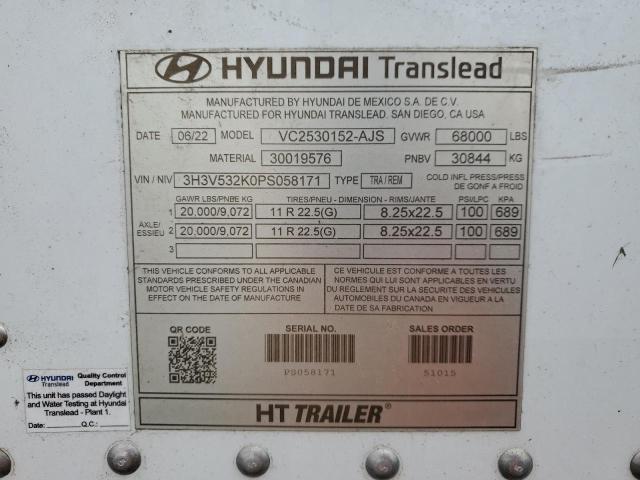 HYUNDAI Translead
MANUFACTURED BY HYUNDAI DE MEXICO S.A. DE C.V.
MANUFACTURED FOR HYUNDAI TRANSLEAD. SAN DIEGO, CA USA
DATE 06/22 MODEL VC2530152-AJS GVWR 68000 LBS
MATERIAL 30019576 PNBV 30844 KG
VIN / NIV 3H3V532K0PS058171 TYPE TRA / REM COLD INFL PRESS/PRESS DE GONF A FROID
GAWR LBS/PNBE KG TIRES/PNEU - DIMENSION - RIMS/JANTE PSI/LPC KPA
AXLE/ESSIEU
1 20,000/9,072 11 R 22.5(G) 8.25x22.5 100 689
2 20,000/9,072 11 R 22.5(G) 8.25x22.5 100 689
3
THIS VEHICLE CONFORMS TO ALL APPLICABLE
STANDARDS PRESCRIBED UNDER THE CANADIAN
MOTOR VEHICLE SAFETY REGULATIONS IN
EFFECT ON THE DATE OF MANUFACTURE
CE VEHICULE EST CONFORME A TOUTES LES
NORMES QUI LUI SONT APPLICABLES EN VERTU
DU REGLEMENT SUR LA SECURITE DES VEHICULES
AUTOMOBILES DU CANADA EN VIGUEUR A LA
DATE DE SA FABRICATION
QR CODE SERIAL NO. SALES ORDER
PS058171 51015
HT TRAILER®
HYUNDAI Translead Quality Control Department
This unit has passed Daylight
and Water Testing at Hyundai
Translead - Plant 1.
Date: Q.C.: